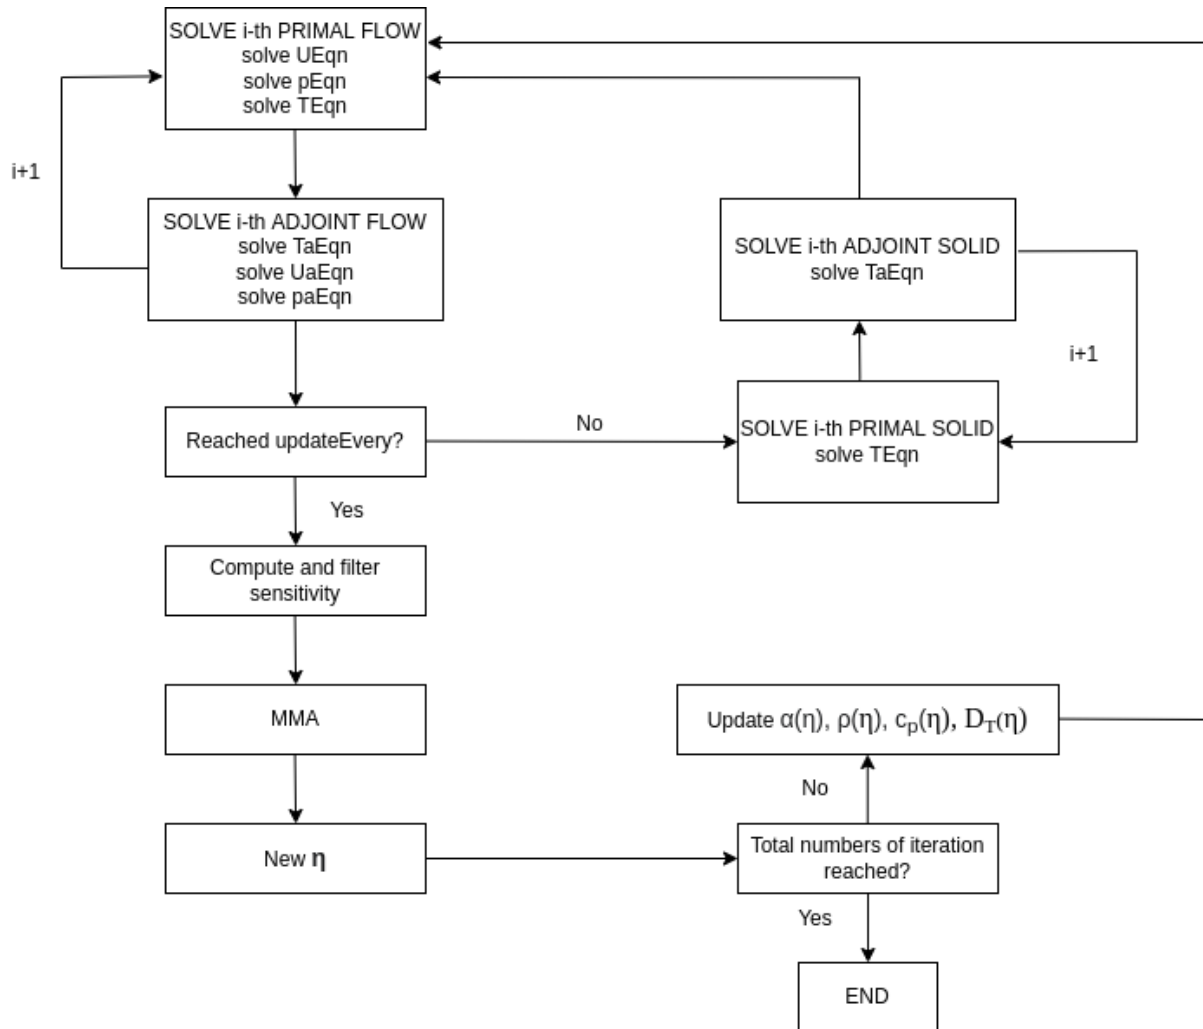 SOLVE i-th PRIMAL FLOW
solve UEqn
solve pEqn
solve TEqn
i+1
SOLVE i-th ADJOINT FLOW
solve TaEqn
solve UaEqn
solve paEqn
SOLVE i-th ADJOINT SOLID
solve TaEqn
i+1
Reached updateEvery?
No
SOLVE i-th PRIMAL SOLID
solve TEqn
Yes
Compute and filter
sensitivity
MMA
Update α(η), ρ(η), cp(η), DT(η)
No
New η
Total numbers of iteration
reached?
Yes
END